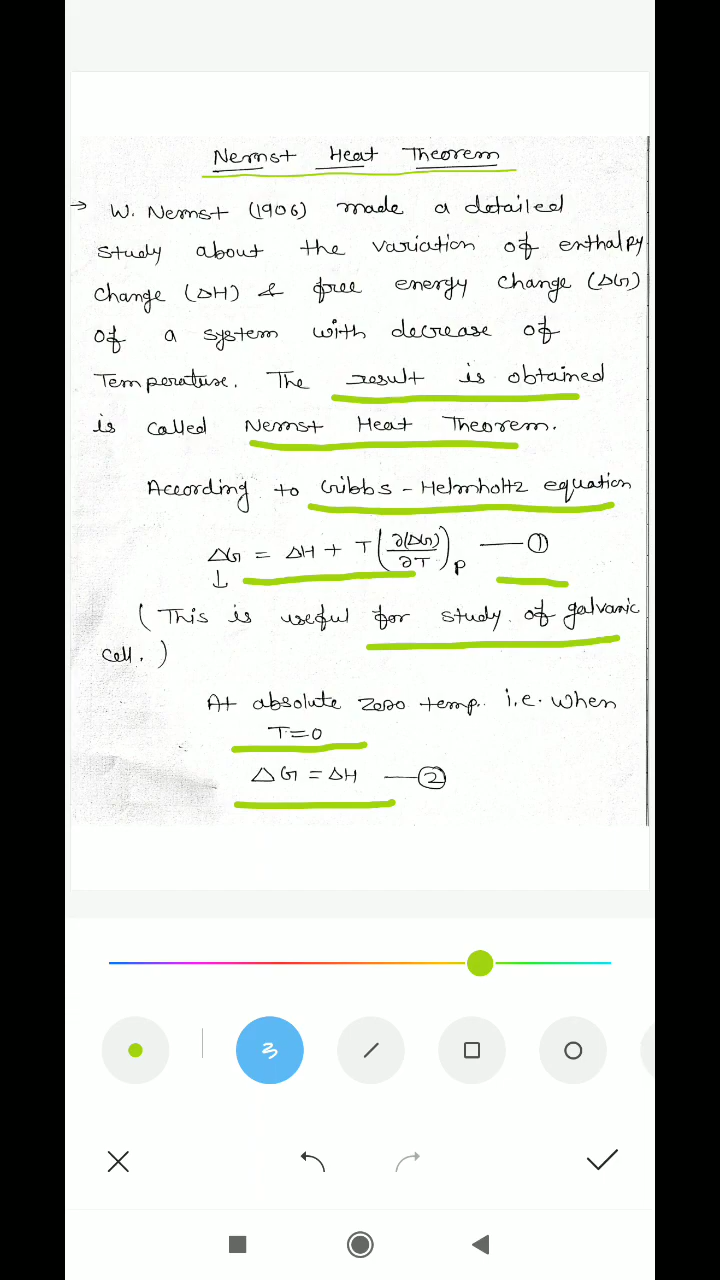 Nernst Heat Theorem
→ W. Nernst (1906) made a detailed
study about the variation of enthalpy
change (ΔH) & free energy change (ΔG)
of a system with decrease of
Temperature. The result is obtained
is called Nernst Heat Theorem.
According to Gibbs - Helmholtz equation
ΔG = ΔH + T(∂(ΔG)/∂T)P — ①
↓
(This is useful for study of galvanic
cell.)
At absolute zero temp. i.e. when
T=0
ΔG = ΔH — ②